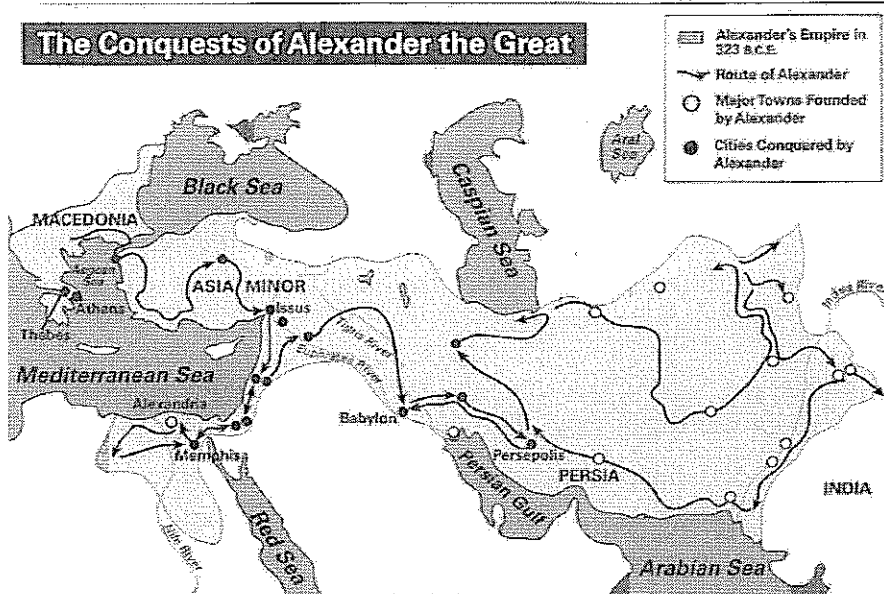 The Conquests of Alexander the Great
Alexander's Empire in
323 B.C.E.
Route of Alexander
Major Towns Founded
by Alexander
Cities Conquered by
Alexander
Black Sea
Caspian Sea
Aral
Sea
MACEDONIA
Aegean
Sea
Athens
Thebes
ASIA MINOR
Issus
Tigris River
Euphrates River
Mediterranean Sea
Alexandria
Memphis
Babylon
Persepolis
PERSIA
Persian Gulf
Nile River
Red Sea
Arabian Sea
INDIA
Indus River